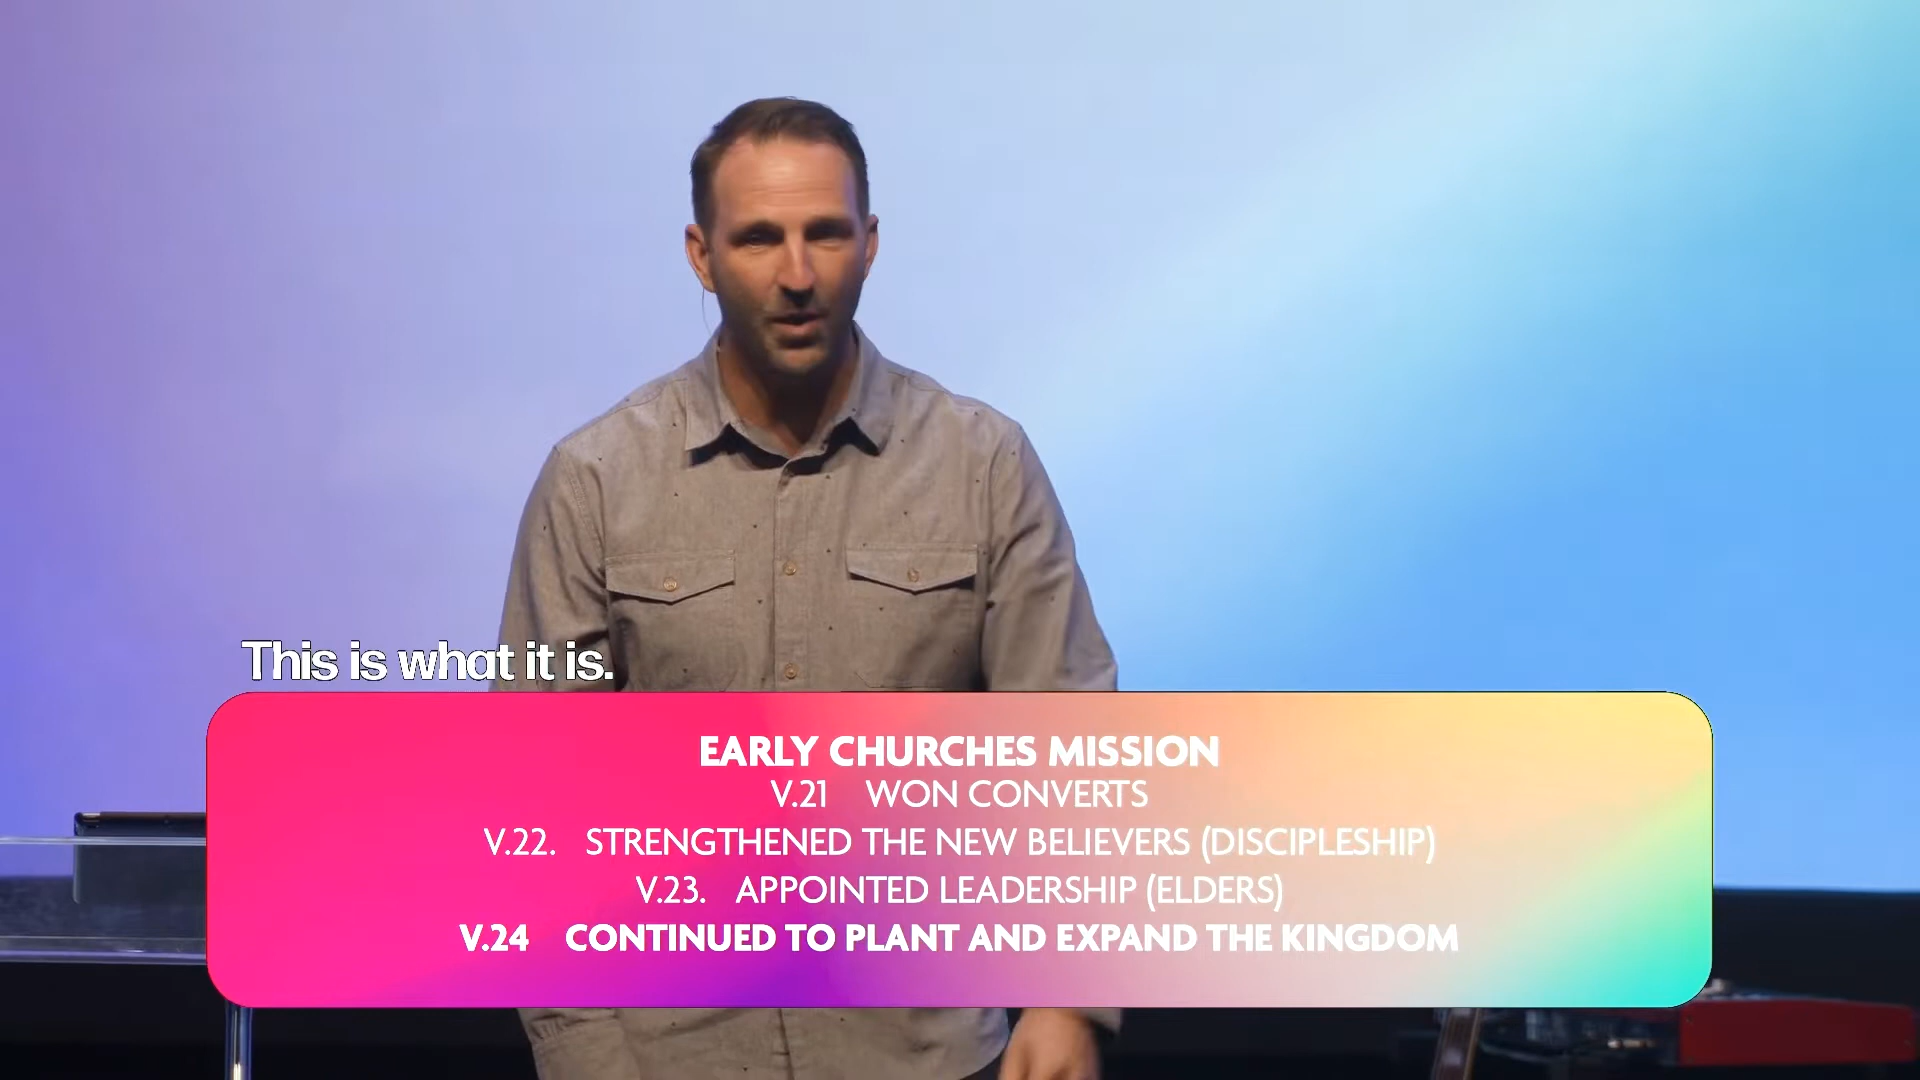 This is what it is.
EARLY CHURCHES MISSION
V.21 WON CONVERTS
V.22. STRENGTHENED THE NEW BELIEVERS (DISCIPLESHIP)
V.23. APPOINTED LEADERSHIP (ELDERS)
V.24 CONTINUED TO PLANT AND EXPAND THE KINGDOM